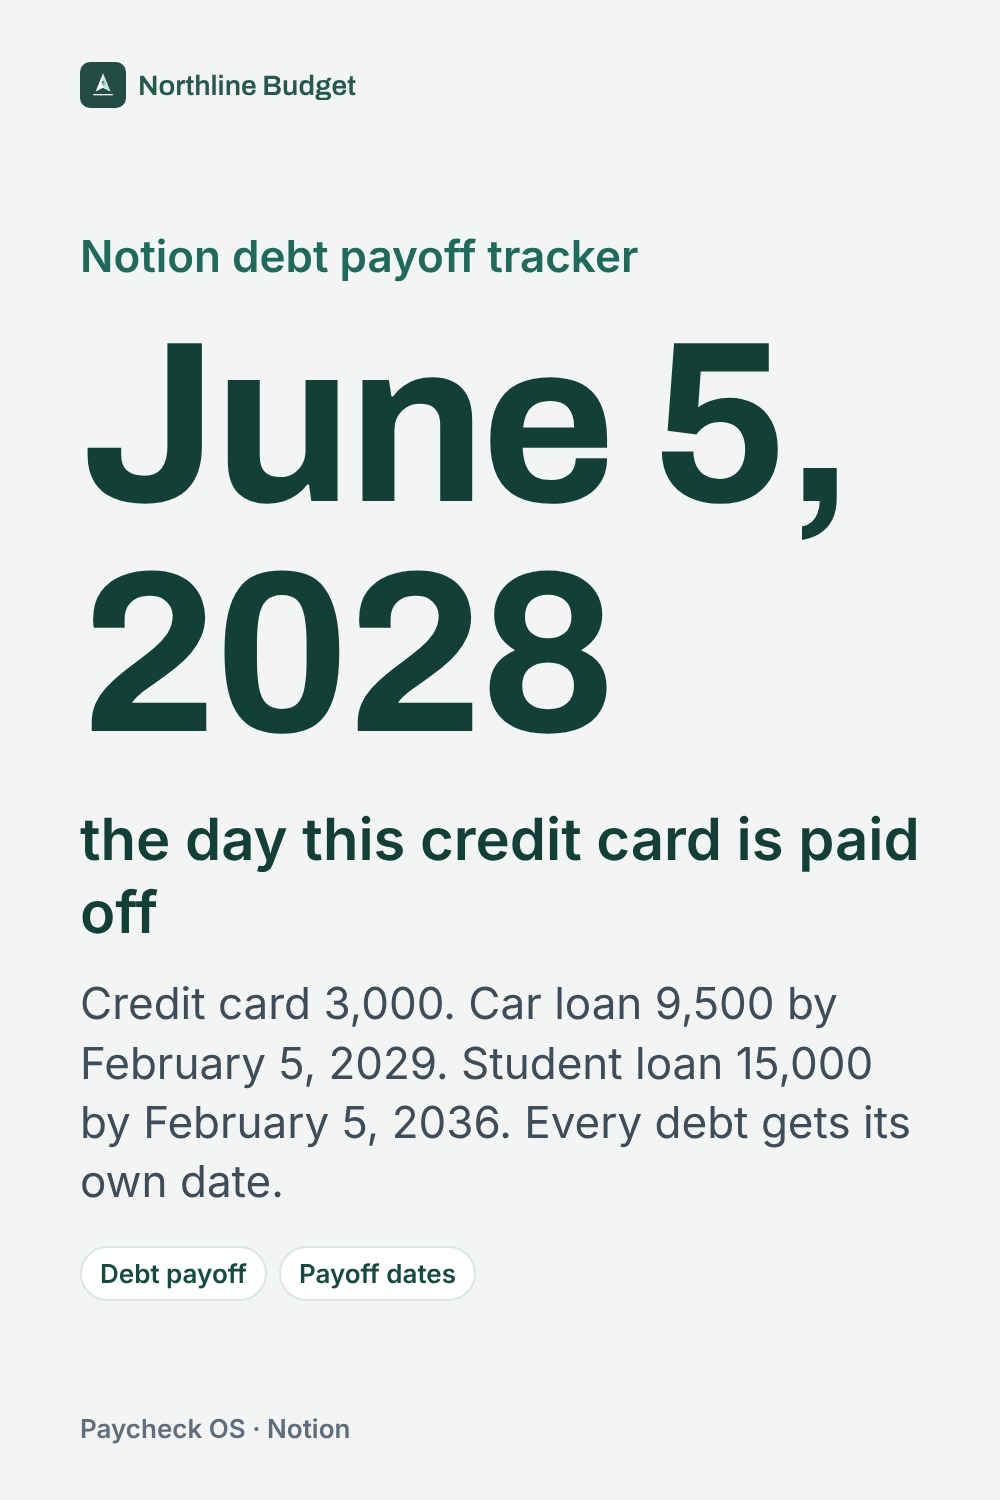 Northline Budget
Notion debt payoff tracker
June 5,
2028
the day this credit card is paid
off
Credit card 3,000. Car loan 9,500 by
February 5, 2029. Student loan 15,000
by February 5, 2036. Every debt gets its
own date.
Debt payoff
Payoff dates
Paycheck OS · Notion